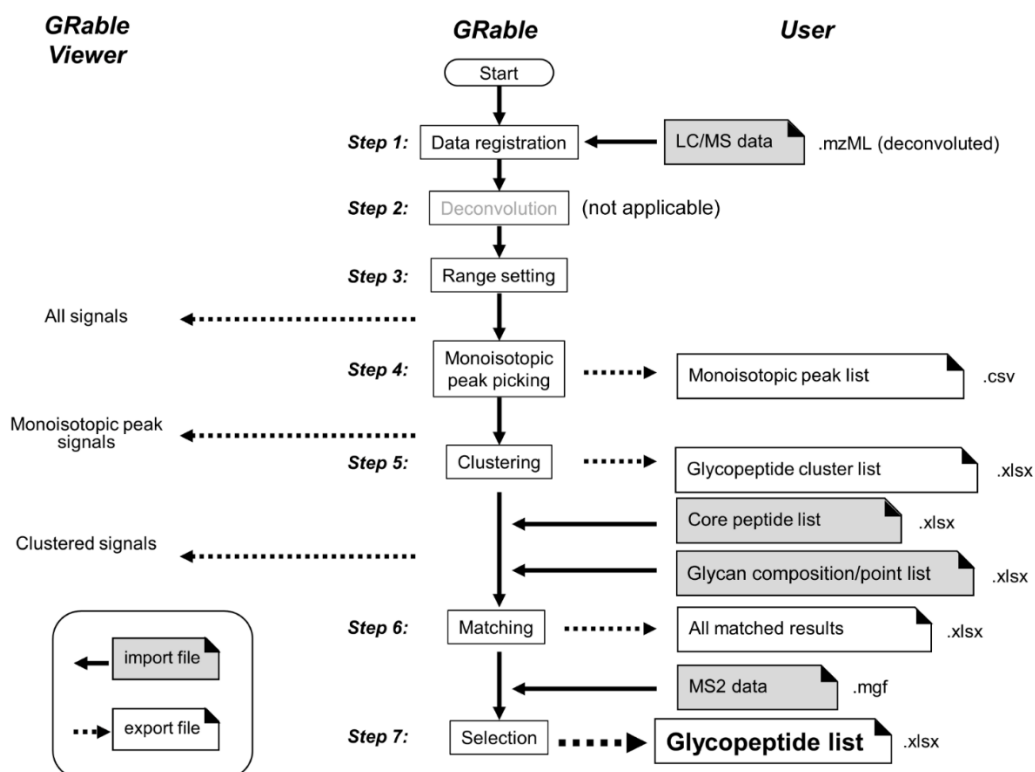 GRable
Viewer
GRable
User
Start
Step 1:
Data registration
LC/MS data
.mzML (deconvoluted)
Step 2:
Deconvolution
(not applicable)
Step 3:
Range setting
All signals
Step 4:
Monoisotopic
peak picking
Monoisotopic peak list
.csv
Monoisotopic peak
signals
Step 5:
Clustering
Glycopeptide cluster list
.xlsx
Core peptide list
.xlsx
Clustered signals
Glycan composition/point list
.xlsx
Step 6:
Matching
All matched results
.xlsx
import file
MS2 data
.mgf
export file
Step 7:
Selection
Glycopeptide list
.xlsx